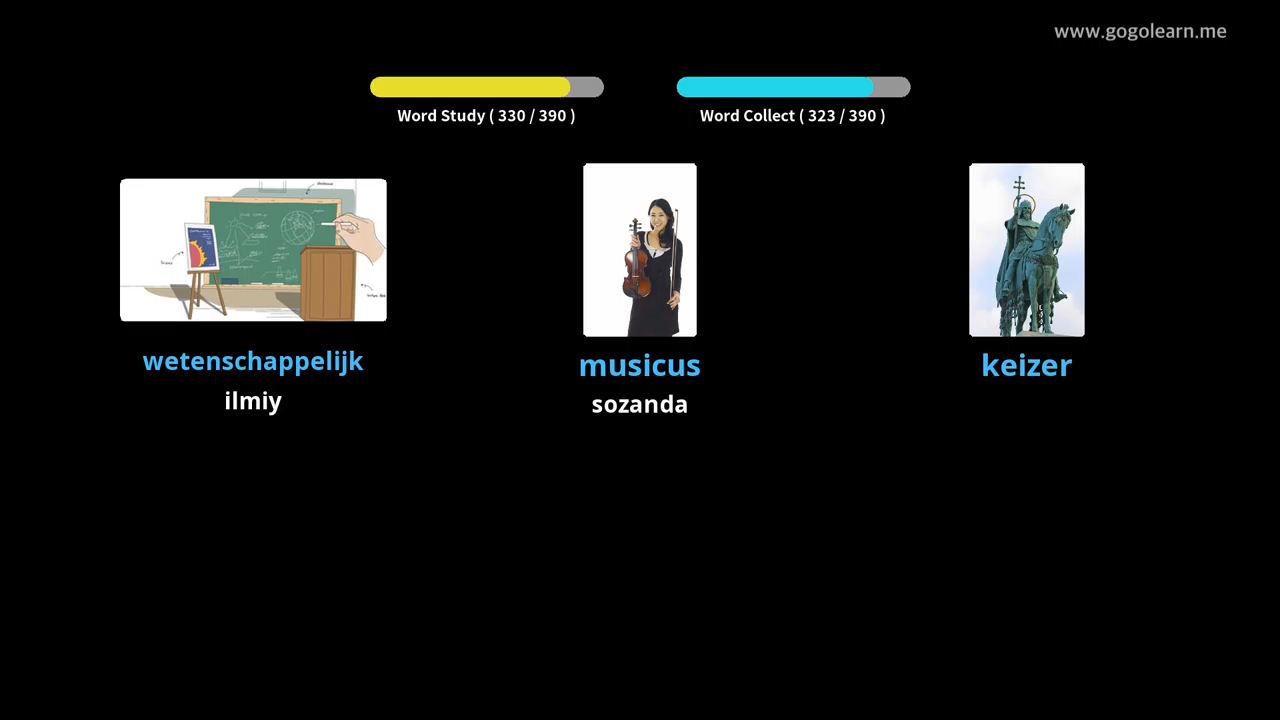 www.gogolearn.me
Word Study ( 330 / 390 )
Word Collect ( 323 / 390 )
wetenschappelijk
ilmiy
musicus
sozanda
keizer